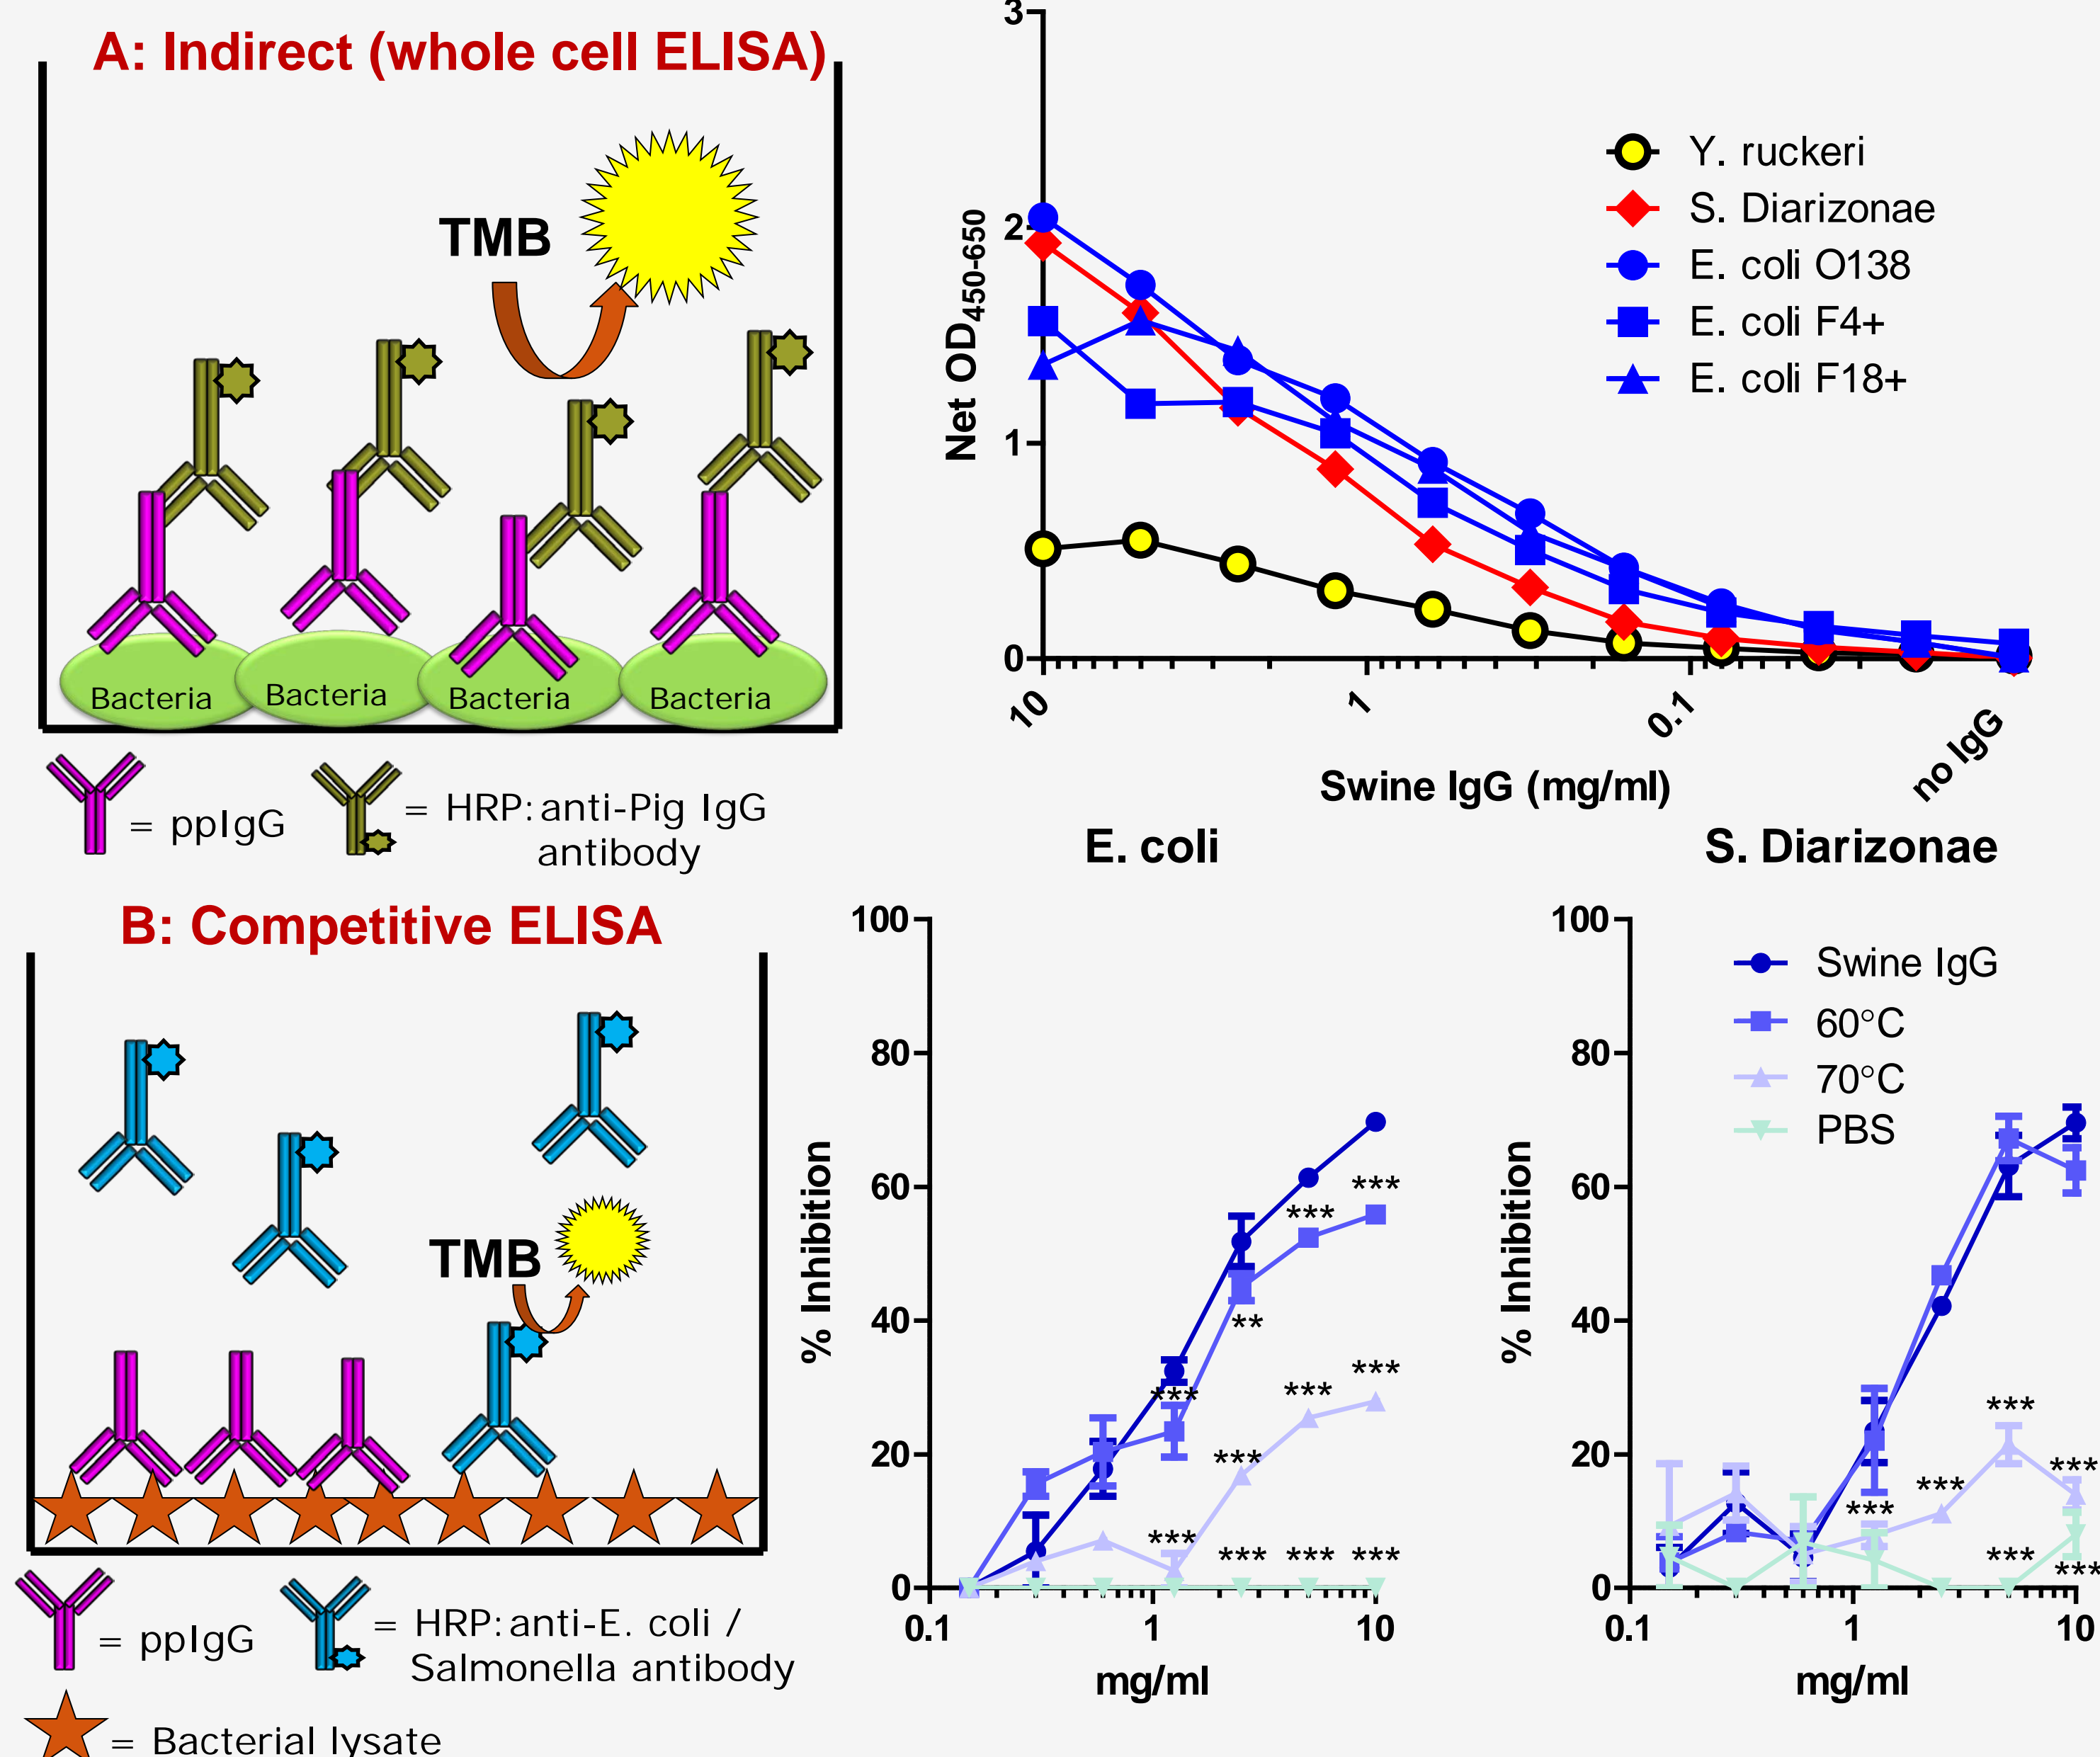 A: Indirect (whole cell ELISA)
TMB
Bacteria
Bacteria
Bacteria
Bacteria
= ppIgG
= HRP: anti-Pig IgG
antibody
3
2
1
0
Net OD450-650
10
1
0.1
no IgG
Swine IgG (mg/ml)
Y. ruckeri
S. Diarizonae
E. coli O138
E. coli F4+
E. coli F18+
B: Competitive ELISA
TMB
= ppIgG
= HRP: anti-E. coli /
Salmonella antibody
= Bacterial lysate
E. coli
100
80
60
40
20
0
% Inhibition
***
***
**
***
***
***
***
***
***
***
***
0.1
1
10
mg/ml
S. Diarizonae
100
80
60
40
20
0
% Inhibition
Swine IgG
60°C
70°C
PBS
***
***
***
***
***
***
0.1
1
10
mg/ml